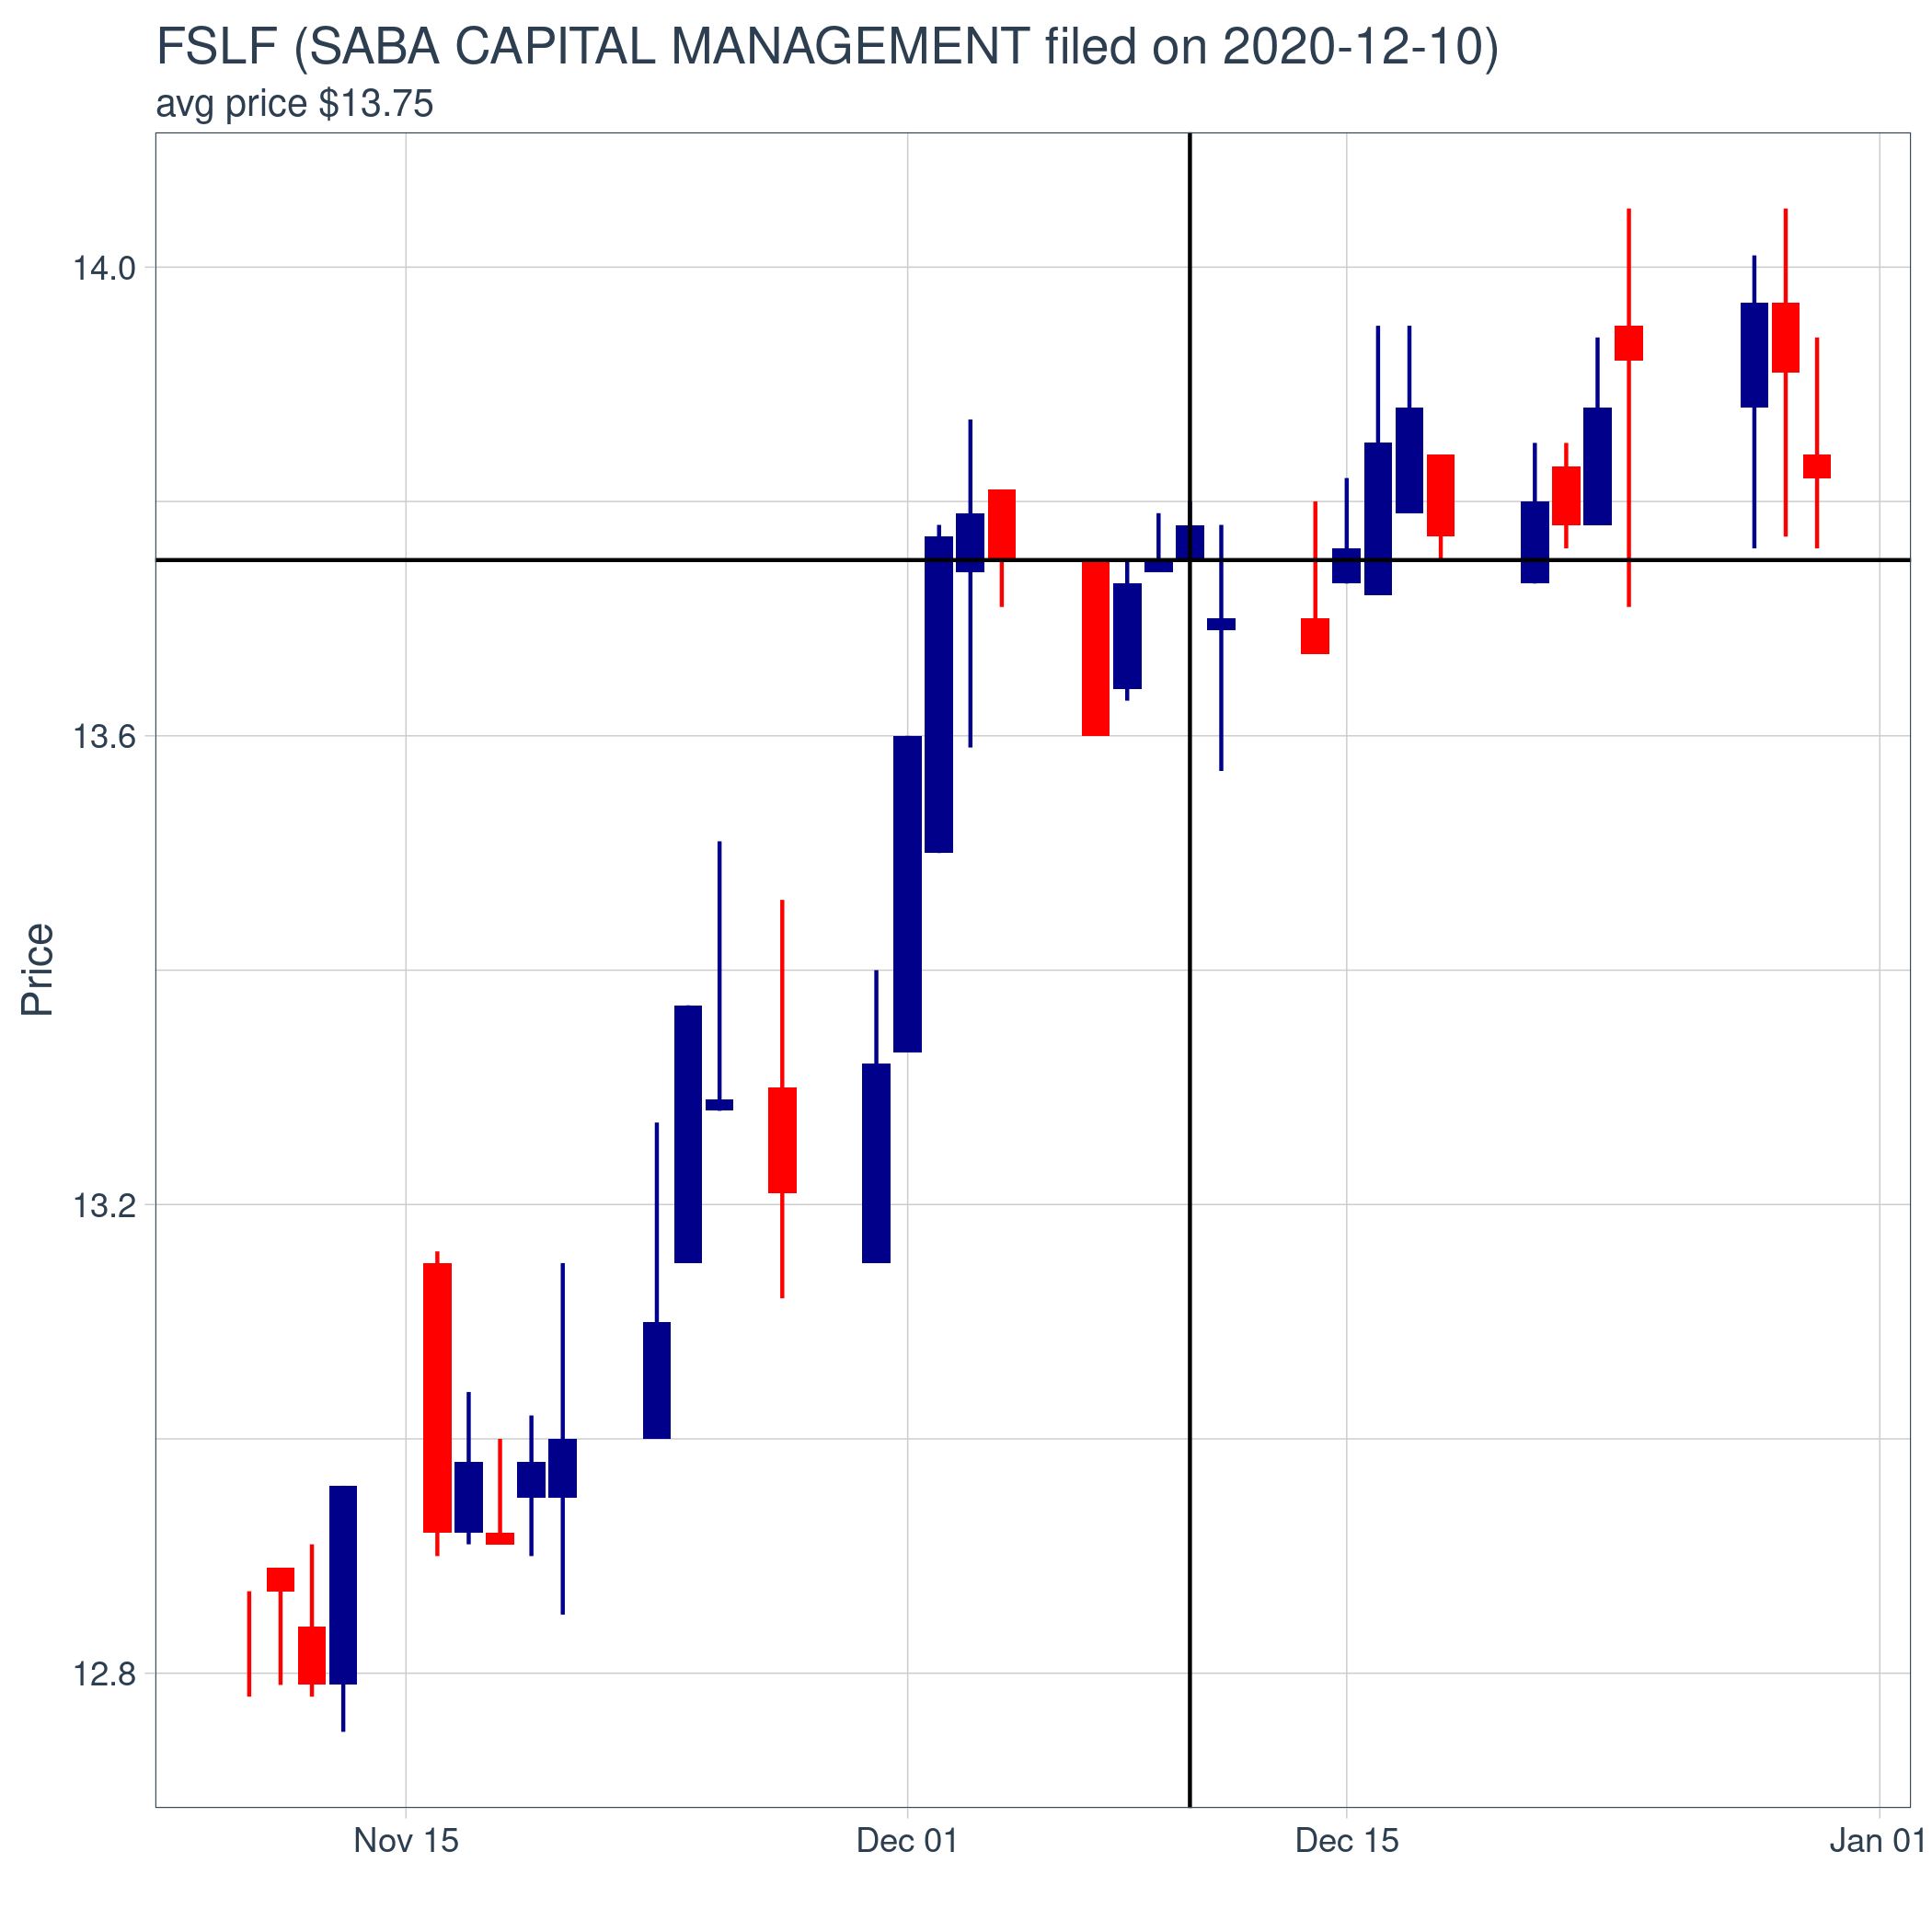 FSLF (SABA CAPITAL MANAGEMENT filed on 2020-12-10)
avg price $13.75
14.0
13.6
13.2
12.8
Price
Nov 15
Dec 01
Dec 15
Jan 01